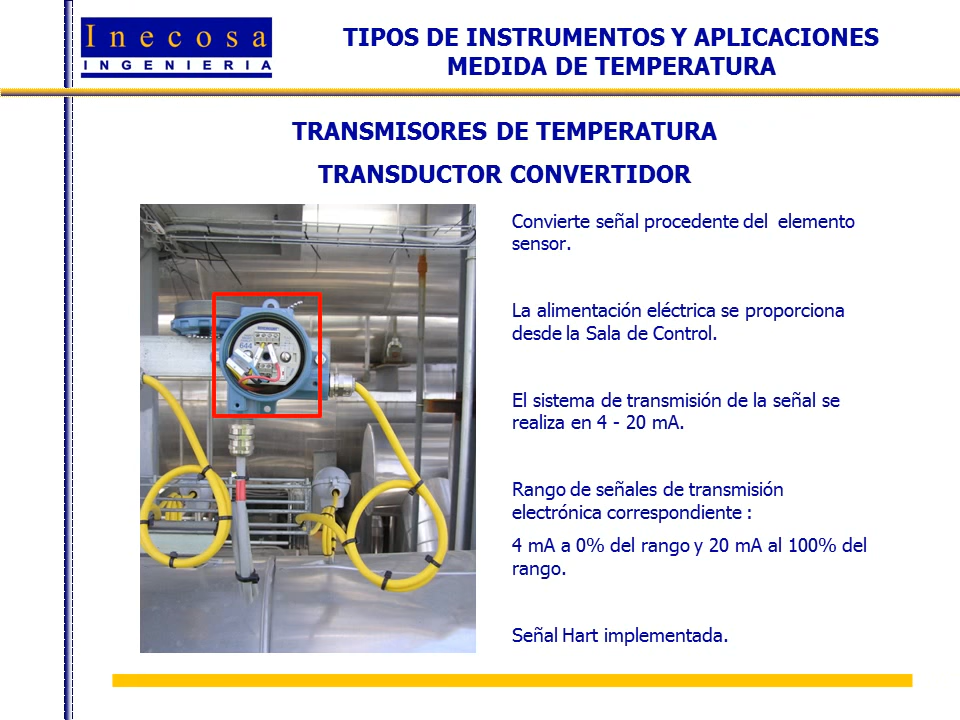 Inecosa
INGENIERIA
TIPOS DE INSTRUMENTOS Y APLICACIONES
MEDIDA DE TEMPERATURA
TRANSMISORES DE TEMPERATURA
TRANSDUCTOR CONVERTIDOR
Convierte señal procedente del elemento
sensor.
La alimentación eléctrica se proporciona
desde la Sala de Control.
El sistema de transmisión de la señal se
realiza en 4 - 20 mA.
Rango de señales de transmisión
electrónica correspondiente :
4 mA a 0% del rango y 20 mA al 100% del
rango.
Señal Hart implementada.
644